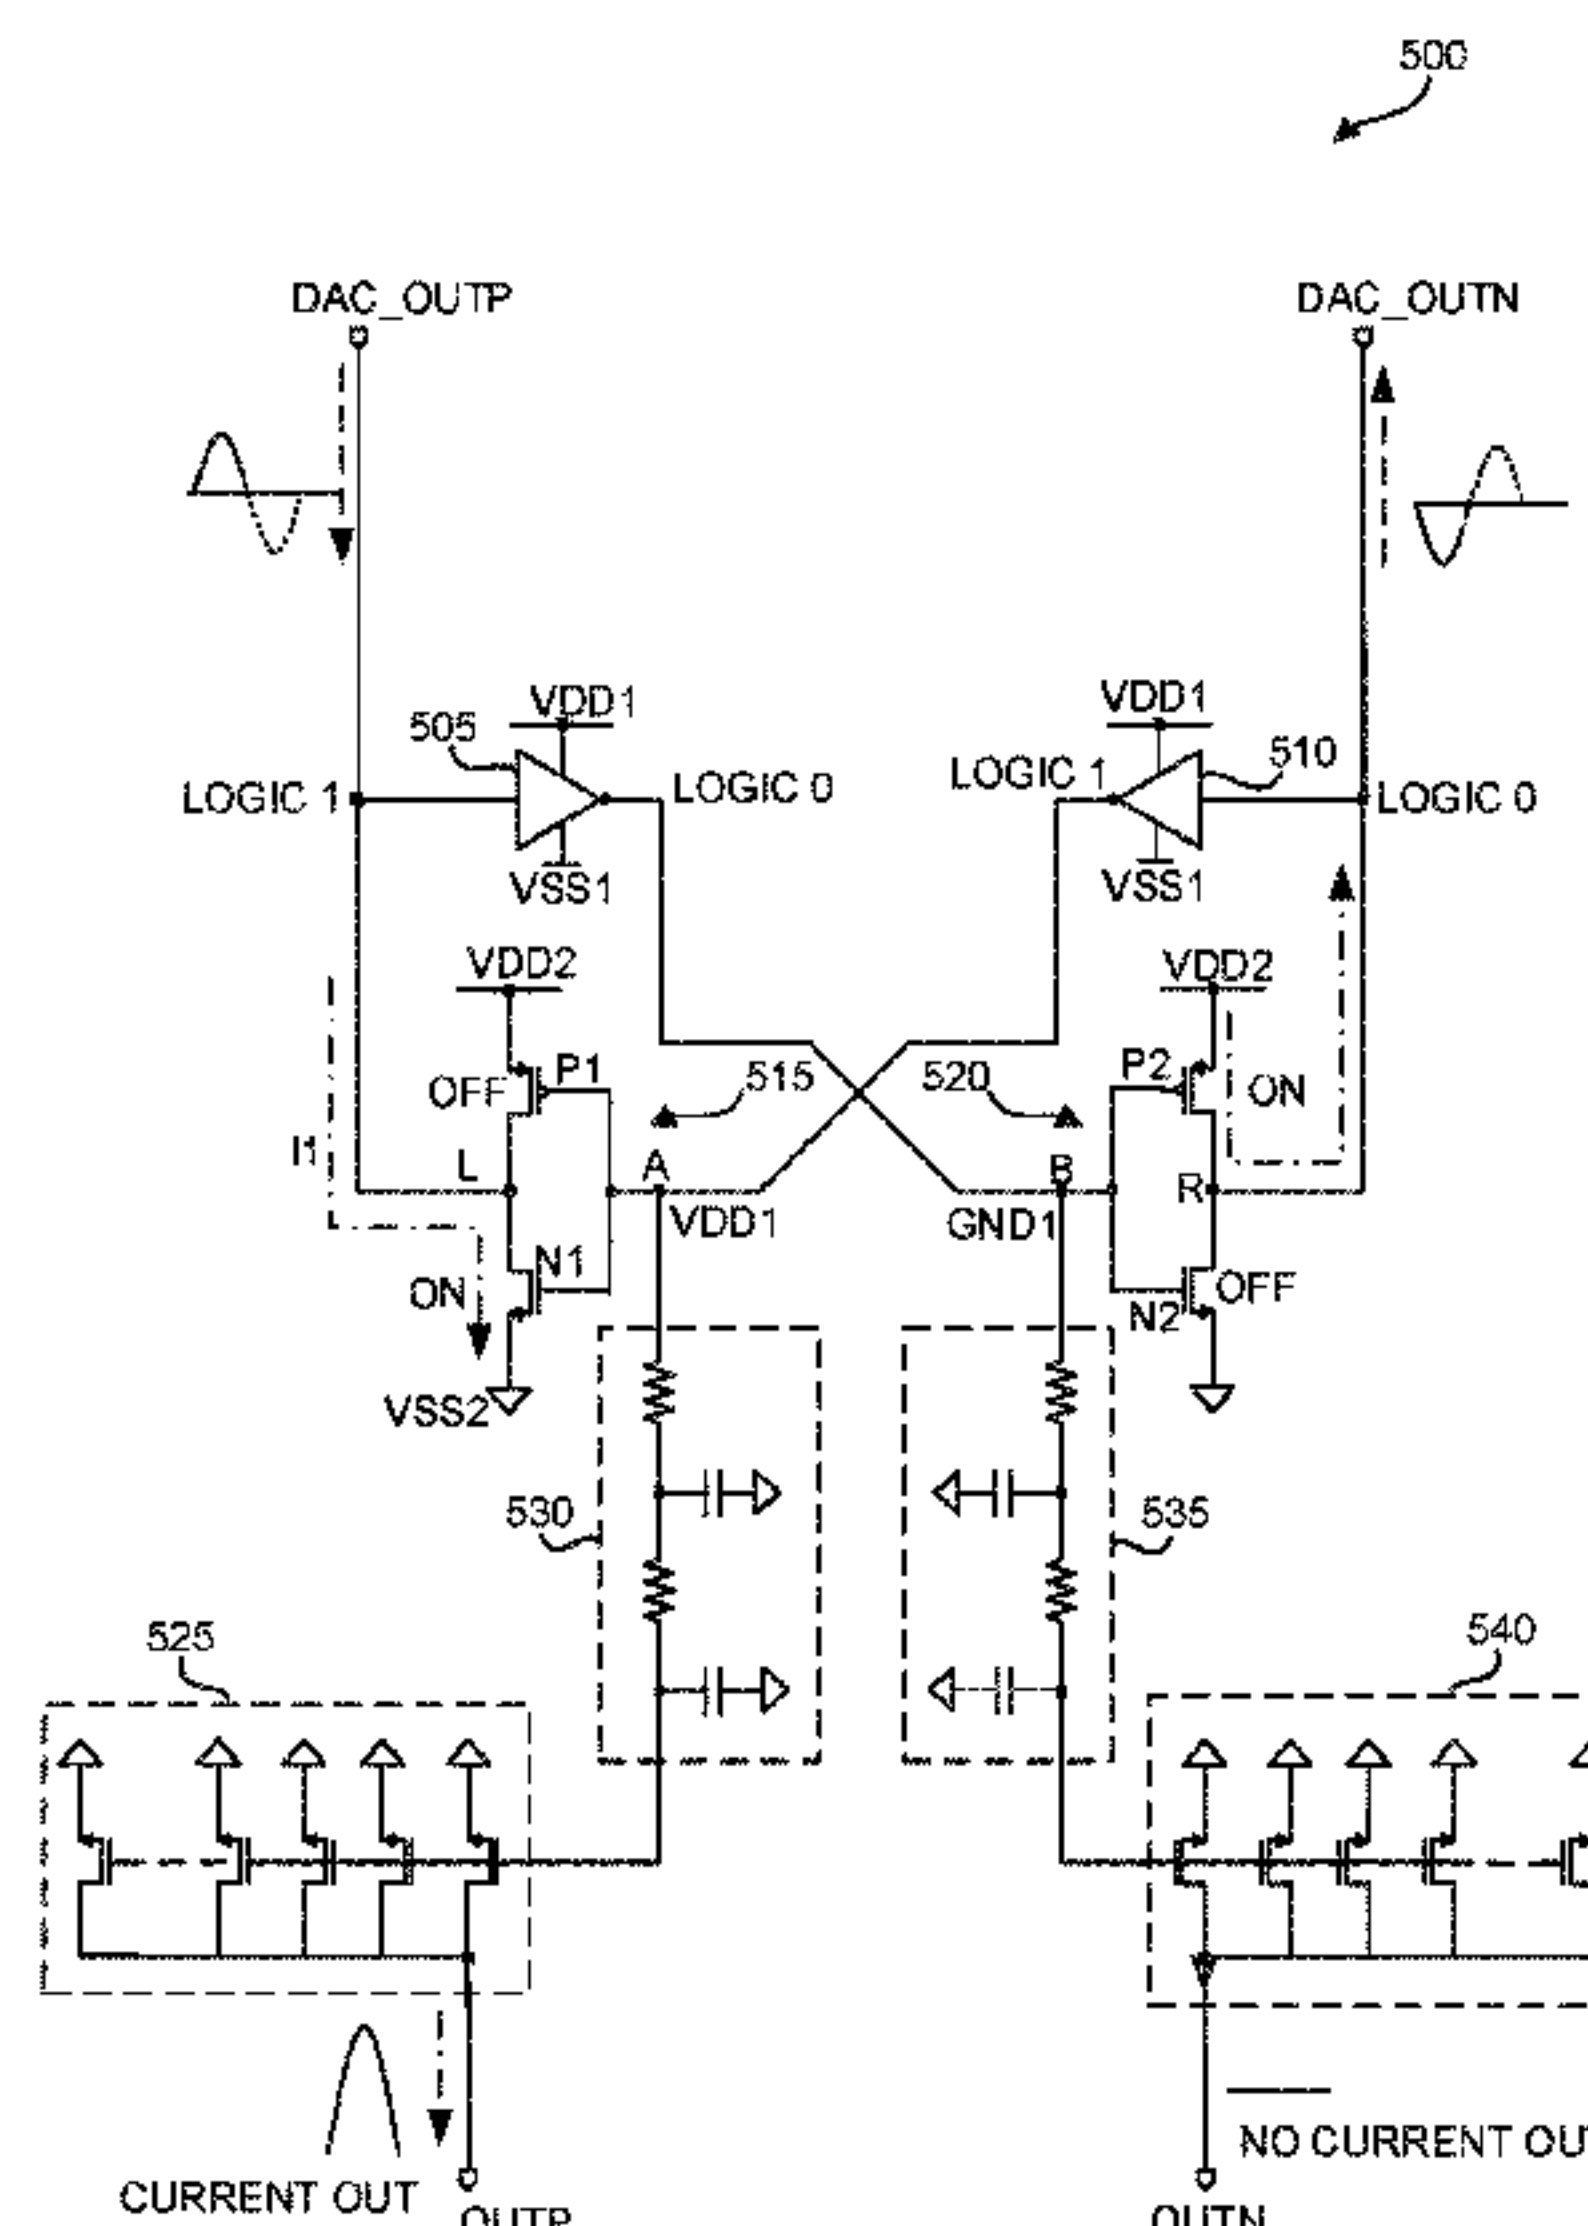 500
DAC_OUTP
DAC_OUTN
VDD1
VDD1
505
510
LOGIC 1
LOGIC 0
LOGIC 1
LOGIC 0
VSS1
VSS1
VDD2
VDD2
P1
515
520
P2
OFF
ON
I1
L
A
B
R
VDD1
GND1
N1
ON
OFF
N2
VSS2
530
535
525
540
NO CURRENT
CURRENT OUT
OUTN